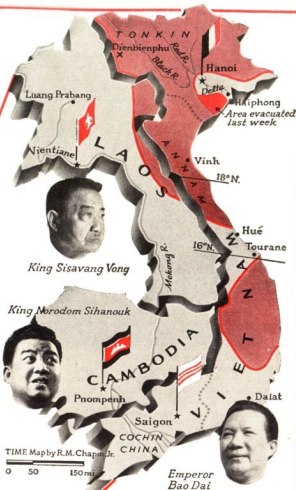 TONKIN
Dienbienphu
Red R.
Black R.
Hanoi
Delta
Luang Prabang
Haiphong
Area evacuated
last week
LAOS
ANNAM
Vientiane
Vinh
18°N.
Hué
16°N.
Tourane
King Sisavang Vong
Mekong R.
King Norodom Sihanouk
CAMBODIA
VIETNAM
Pnompenh
Dalat
Saigon
COCHIN
CHINA
TIME Map by R.M. Chapin Jr.
0 50 150 mi.
Emperor
Bao Dai